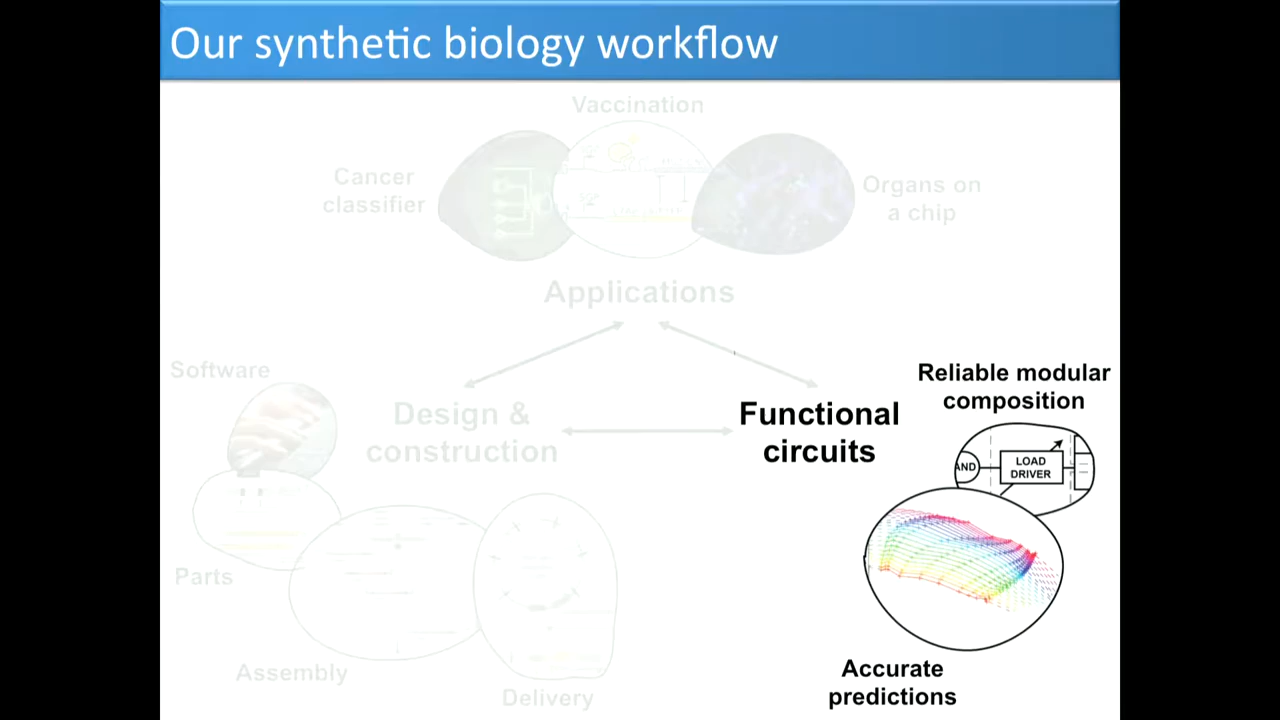 Our synthetic biology workflow
Vaccination
Cancer
classifier
Organs on
a chip
Applications
Software
Design &
construction
Functional
circuits
Reliable modular
composition
AND
LOAD
DRIVER
Parts
Assembly
Delivery
Accurate
predictions